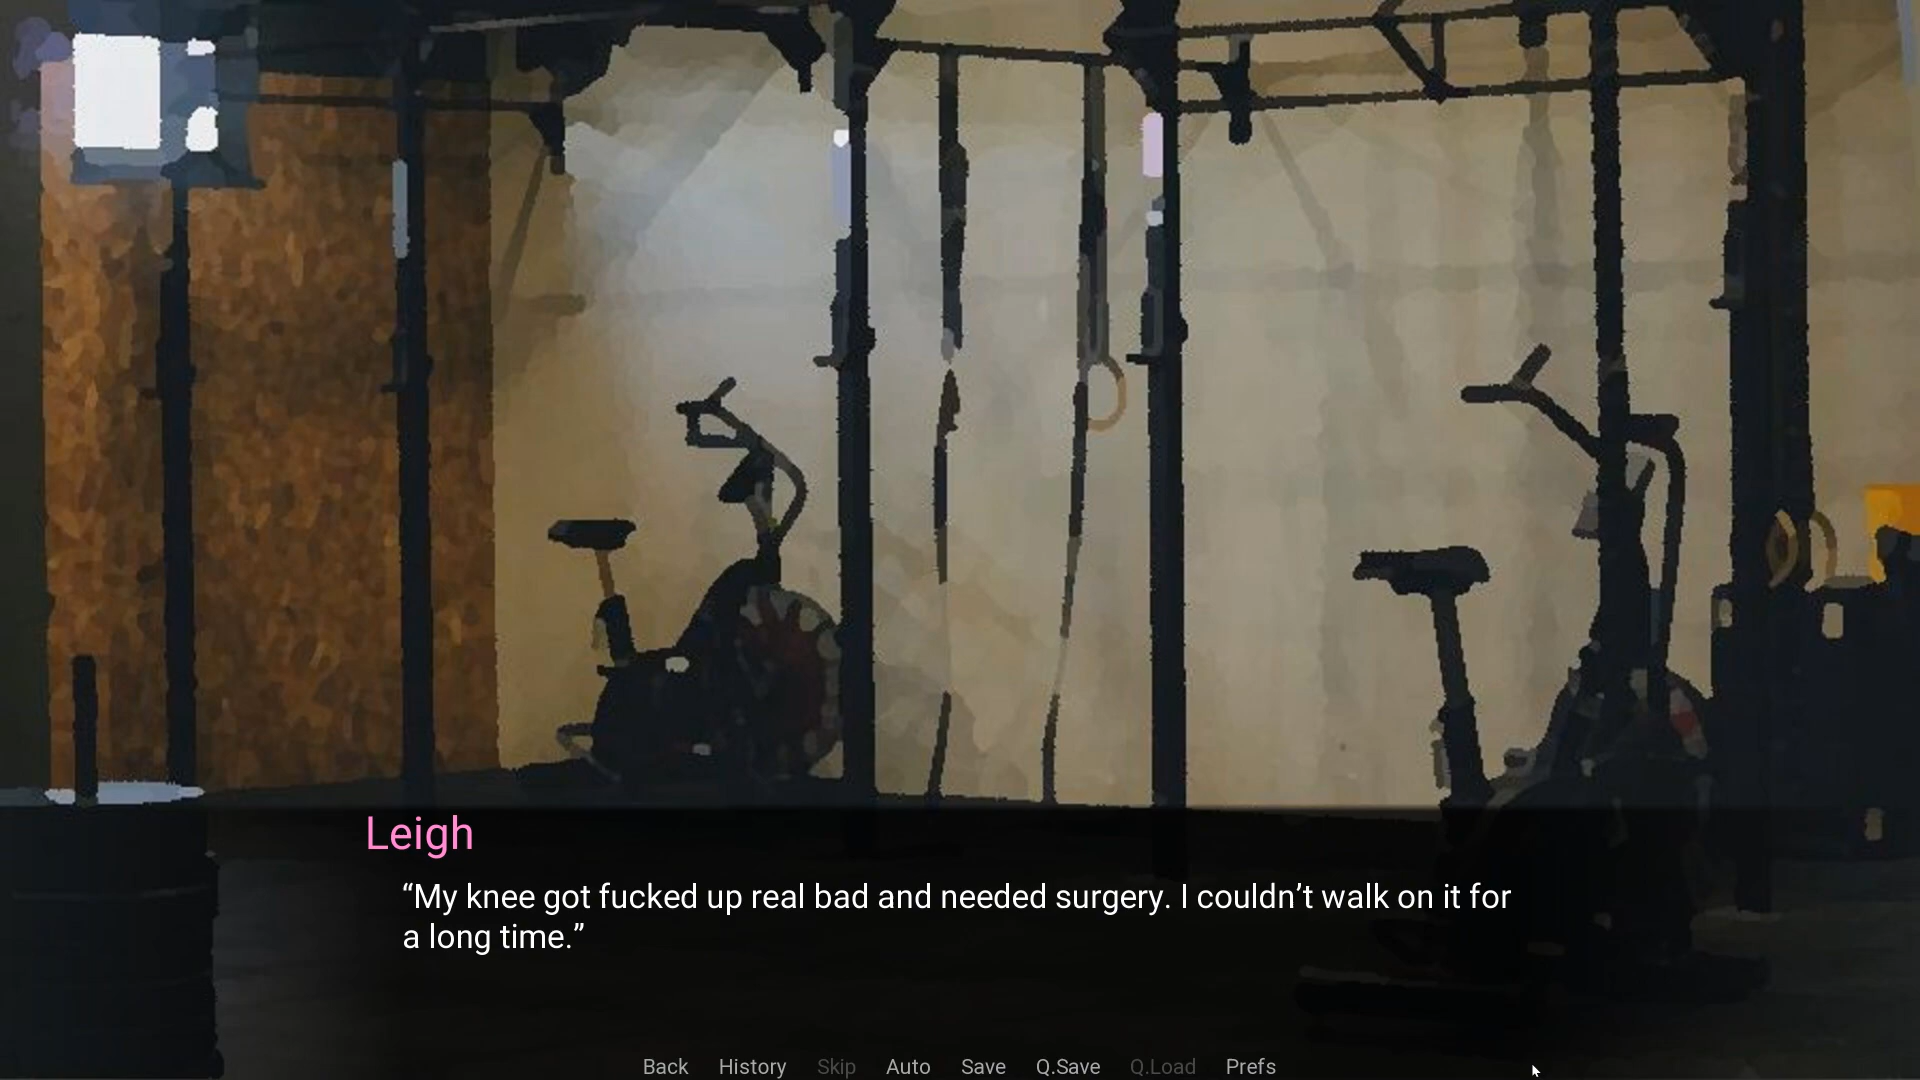 Leigh
“My knee got fucked up real bad and needed surgery. I couldn’t walk on it for
a long time.”
Back History Skip Auto Save Q.Save Q.Load Prefs